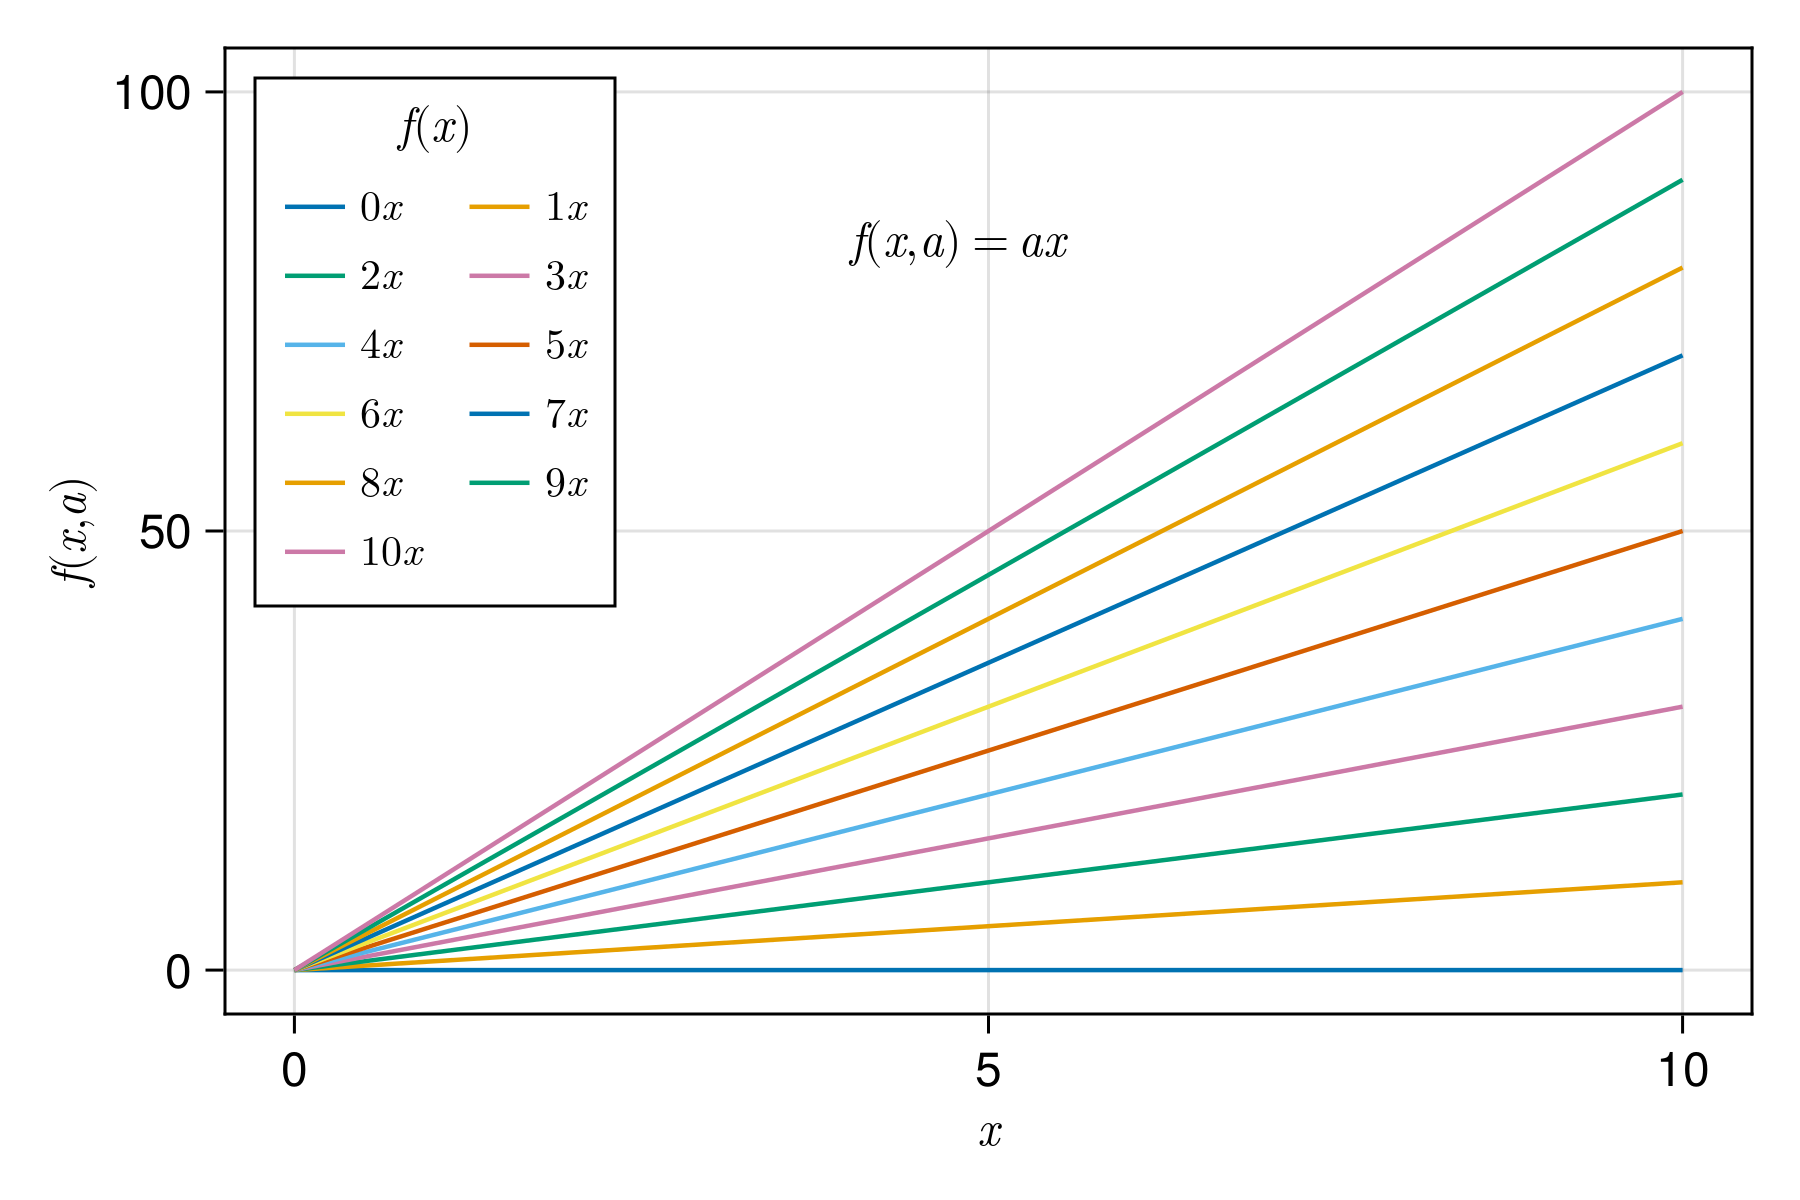 100
50
0
f(x,a)
f(x)
0x 1x
2x 3x
4x 5x
6x 7x
8x 9x
10x
f(x,a) = ax
0 5 10
x